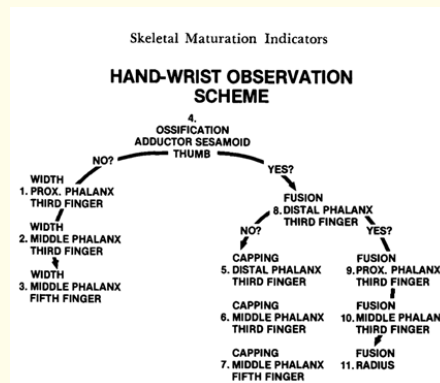 Skeletal Maturation Indicators
HAND-WRIST OBSERVATION
SCHEME
4.
OSSIFICATION
ADDUCTOR SESAMOID
THUMB
NO?
YES?
WIDTH
1. PROX. PHALANX
THIRD FINGER
WIDTH
2. MIDDLE PHALANX
THIRD FINGER
WIDTH
3. MIDDLE PHALANX
FIFTH FINGER
FUSION
8. DISTAL PHALANX
THIRD FINGER
NO?
YES?
CAPPING
5. DISTAL PHALANX
THIRD FINGER
CAPPING
6. MIDDLE PHALANX
THIRD FINGER
CAPPING
7. MIDDLE PHALANX
FIFTH FINGER
FUSION
9. PROX. PHALANX
THIRD FINGER
FUSION
10. MIDDLE PHALAN
THIRD FINGER
FUSION
11. RADIUS